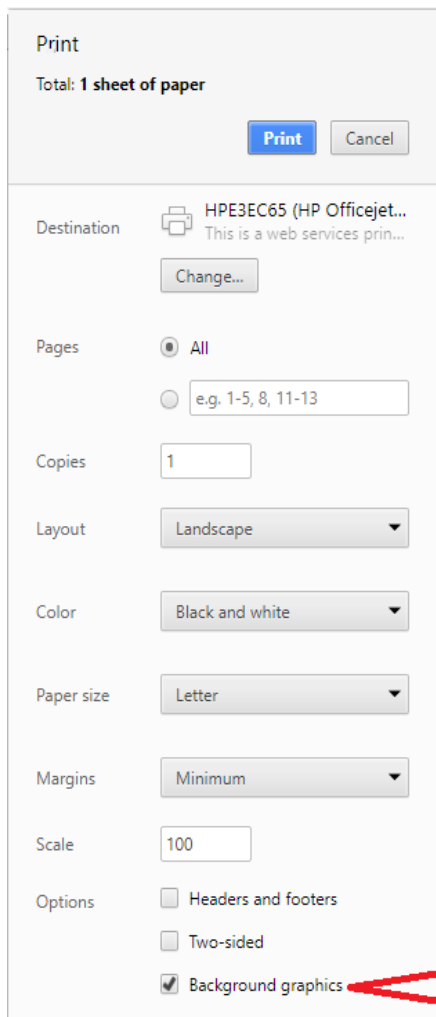 Print
Total: 1 sheet of paper
Print Cancel
Destination HPE3EC65 (HP Officejet...
This is a web services prin...
Change...
Pages All
e.g. 1-5, 8, 11-13
Copies 1
Layout Landscape
Color Black and white
Paper size Letter
Margins Minimum
Scale 100
Options Headers and footers
Two-sided
Background graphics